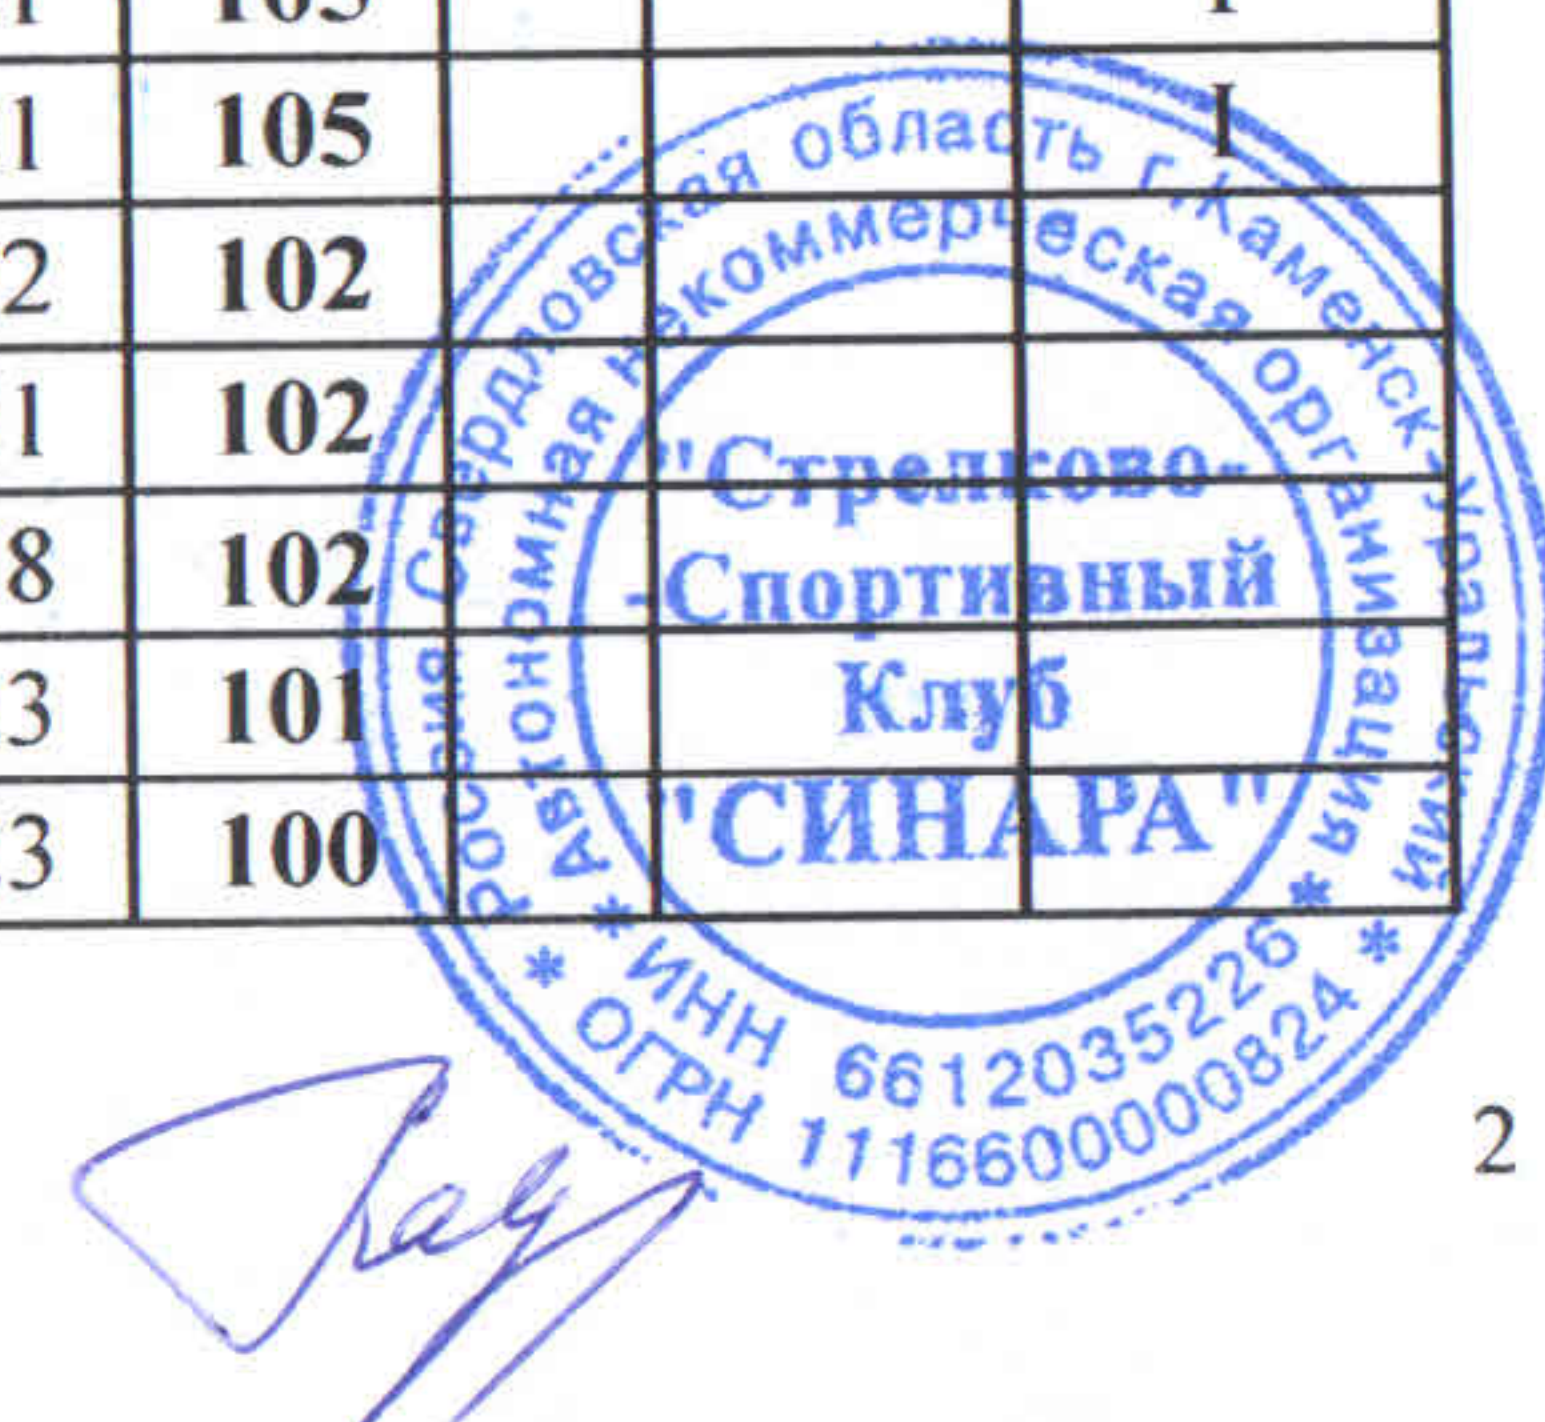 105 I
1 105 I
2 102
1 102
8 102
3 101
3 100
Россия Свердловская область г.Каменск-Уральский
* Автономная некоммерческая организация *
"Стрелково-
-Спортивный
Клуб
"СИНАРА"
ИНН 6612035226
* ОГРН 1116600000824 *
2